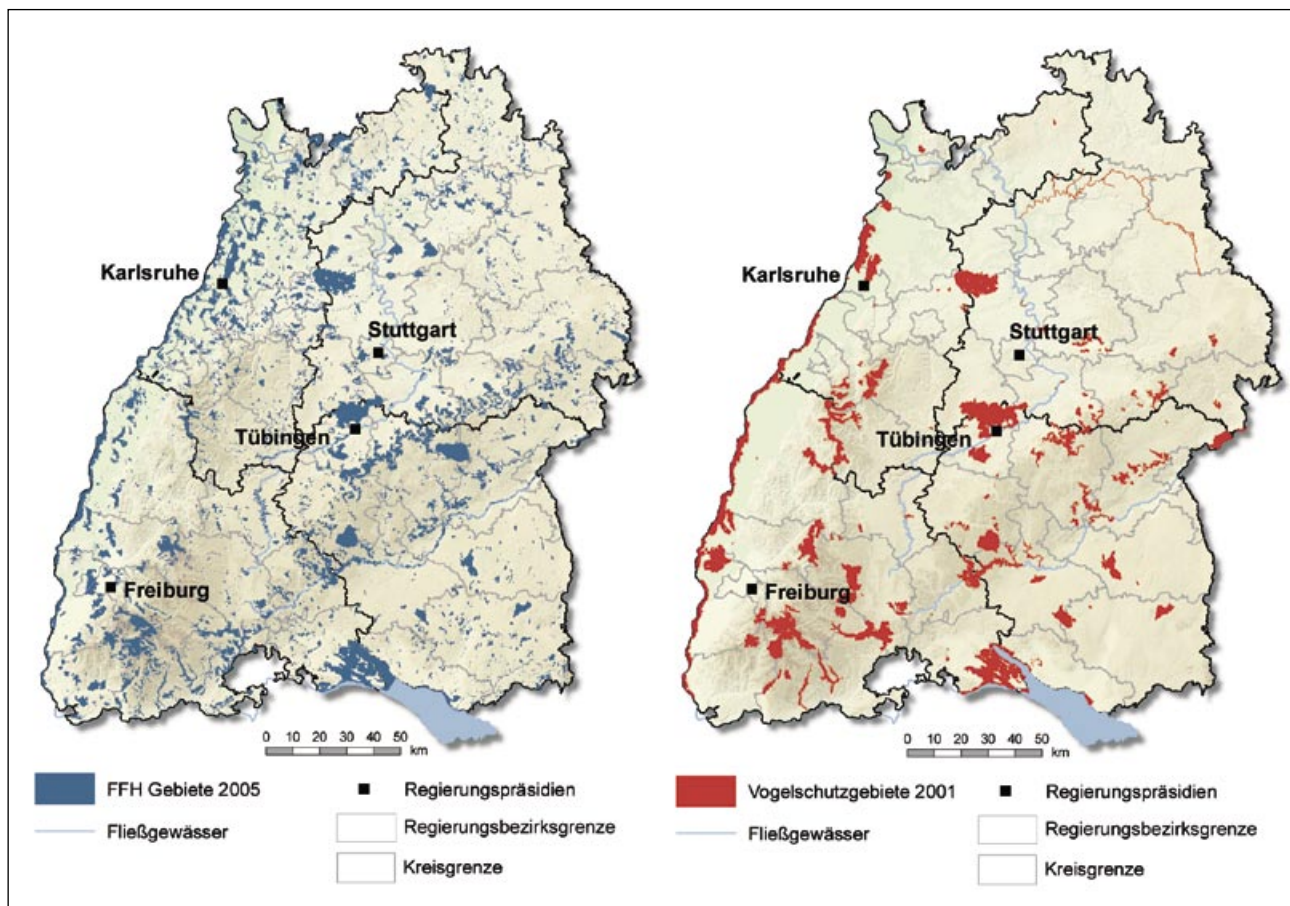 Karlsruhe
Stuttgart
Tübingen
Freiburg
0 10 20 30 40 50
km
FFH Gebiete 2005
Fließgewässer
Regierungspräsidien
Regierungsbezirksgrenze
Kreisgrenze
Karlsruhe
Stuttgart
Tübingen
Freiburg
0 10 20 30 40 50
km
Vogelschutzgebiete 2001
Fließgewässer
Regierungspräsidien
Regierungsbezirksgrenze
Kreisgrenze